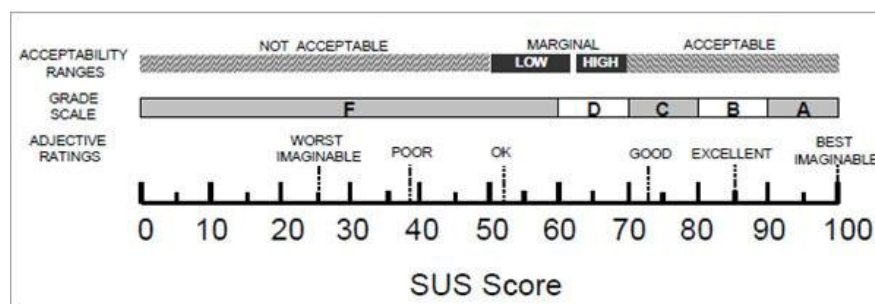 NOT ACCEPTABLE MARGINAL ACCEPTABLE
ACCEPTABILITY
RANGES
LOW HIGH
GRADE
SCALE
F D C B A
ADJECTIVE
RATINGS
WORST
IMAGINABLE
POOR
OK
GOOD
EXCELLENT
BEST
IMAGINABLE
0 10 20 30 40 50 60 70 80 90 100
SUS Score